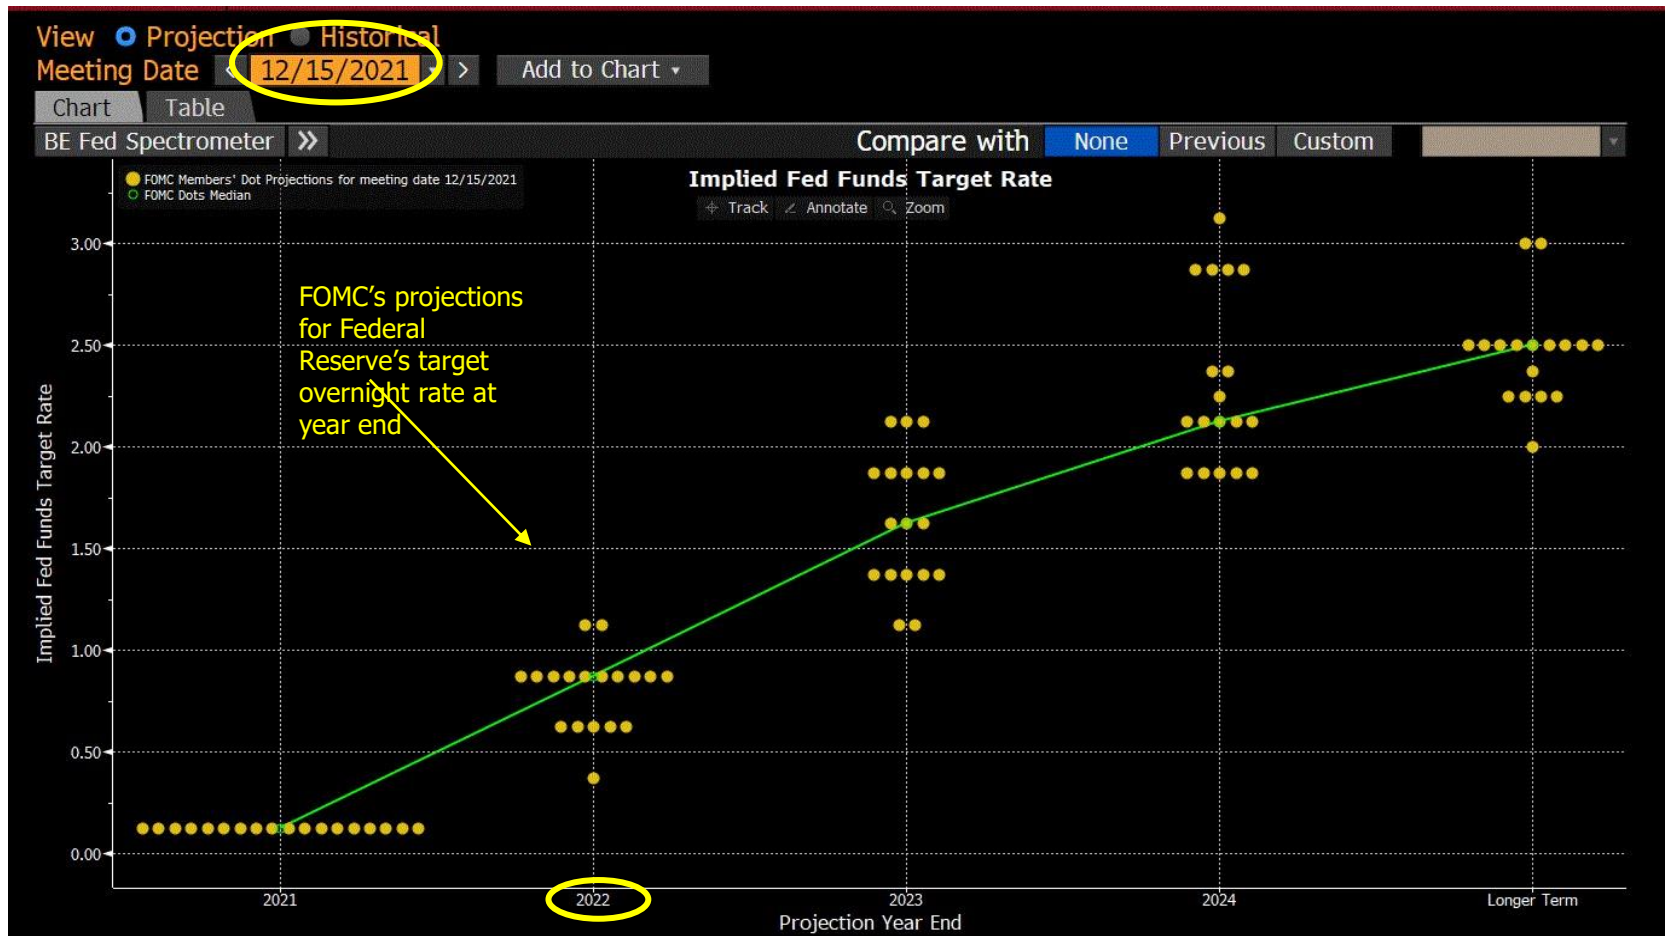 View Projection Historical
Meeting Date < 12/15/2021 > Add to Chart
Chart Table
BE Fed Spectrometer >> Compare with None Previous Custom
FOMC Members' Dot Projections for meeting date 12/15/2021
FOMC Dots Median
Implied Fed Funds Target Rate
Track Annotate Zoom
3.00
2.50
2.00
1.50
1.00
0.50
0.00
Implied Fed Funds Target Rate
FOMC’s projections
for Federal
Reserve’s target
overnight rate at
year end
2021 2022 2023 2024 Longer Term
Projection Year End